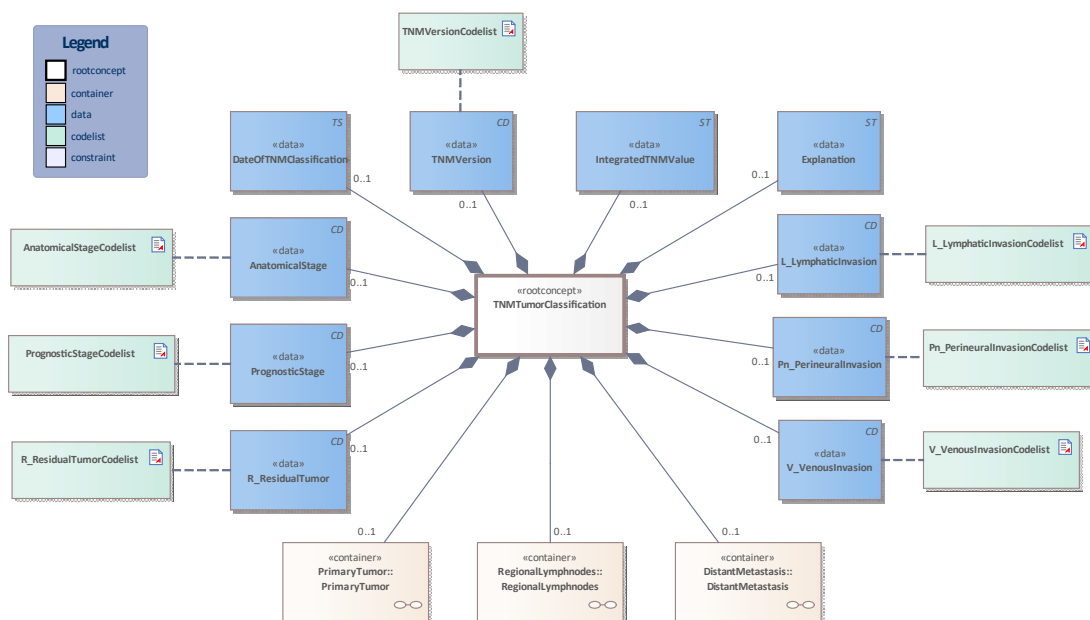 TNMVersionCodelist
Legend
rootconcept
container
data
codelist
constraint
TS
«data»
DateOfTNMClassification
0..1
CD
«data»
TNMVersion
0..1
ST
«data»
IntegratedTNMValue
0..1
ST
«data»
Explanation
0..1
AnatomicalStageCodelist
CD
«data»
AnatomicalStage
0..1
CD
«data»
L_LymphaticInvasion
0..1
L_LymphaticInvasionCodelist
«rootconcept»
TNMTumorClassification
PrognosticStageCodelist
CD
«data»
PrognosticStage
0..1
CD
«data»
Pn_PerineuralInvasion
0..1
Pn_PerineuralInvasionCodelist
R_ResidualTumorCodelist
CD
«data»
R_ResidualTumor
0..1
CD
«data»
V_VenousInvasion
0..1
V_VenousInvasionCodelist
0..1
«container»
PrimaryTumor::
PrimaryTumor
0..1
«container»
RegionalLymphnodes::
RegionalLymphnodes
0..1
«container»
DistantMetastasis::
DistantMetastasis